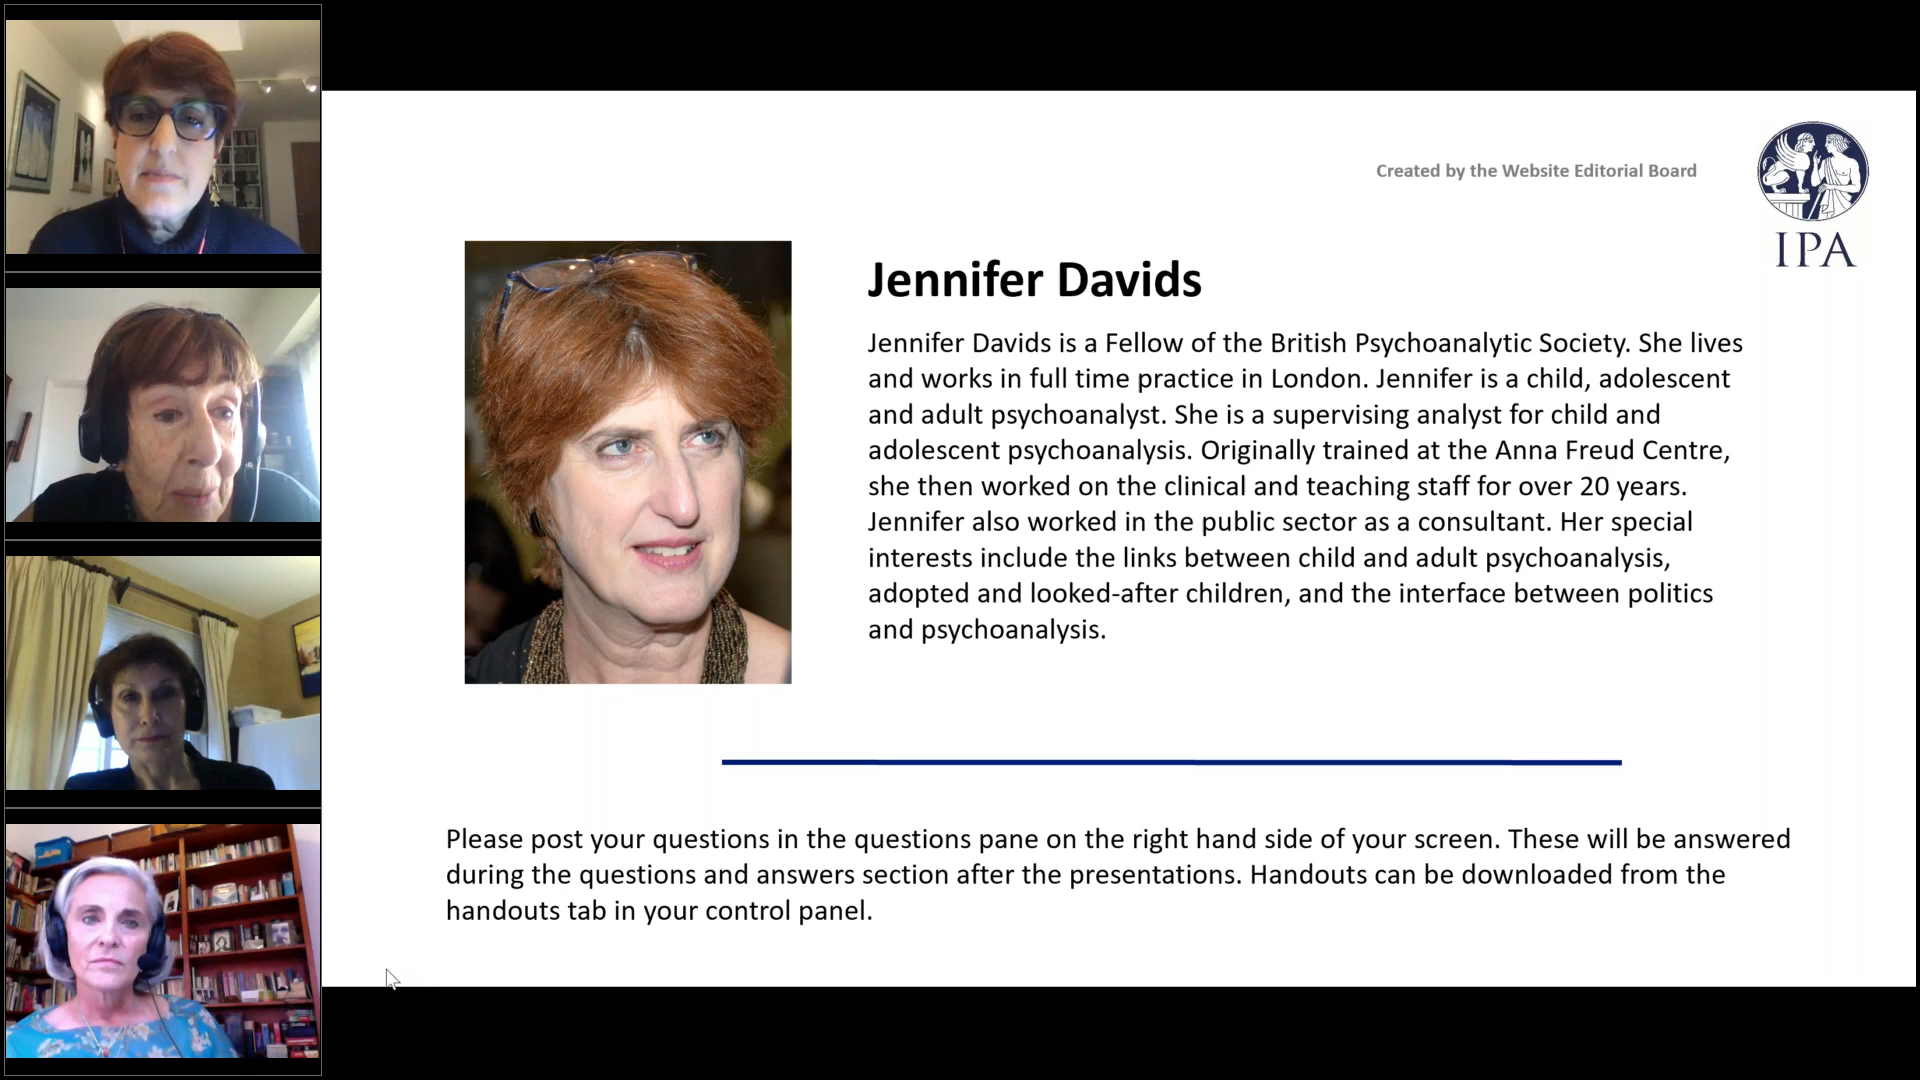 Created by the Website Editorial Board
IPA
Jennifer Davids
Jennifer Davids is a Fellow of the British Psychoanalytic Society. She lives
and works in full time practice in London. Jennifer is a child, adolescent
and adult psychoanalyst. She is a supervising analyst for child and
adolescent psychoanalysis. Originally trained at the Anna Freud Centre,
she then worked on the clinical and teaching staff for over 20 years.
Jennifer also worked in the public sector as a consultant. Her special
interests include the links between child and adult psychoanalysis,
adopted and looked-after children, and the interface between politics
and psychoanalysis.
Please post your questions in the questions pane on the right hand side of your screen. These will be answered
during the questions and answers section after the presentations. Handouts can be downloaded from the
handouts tab in your control panel.